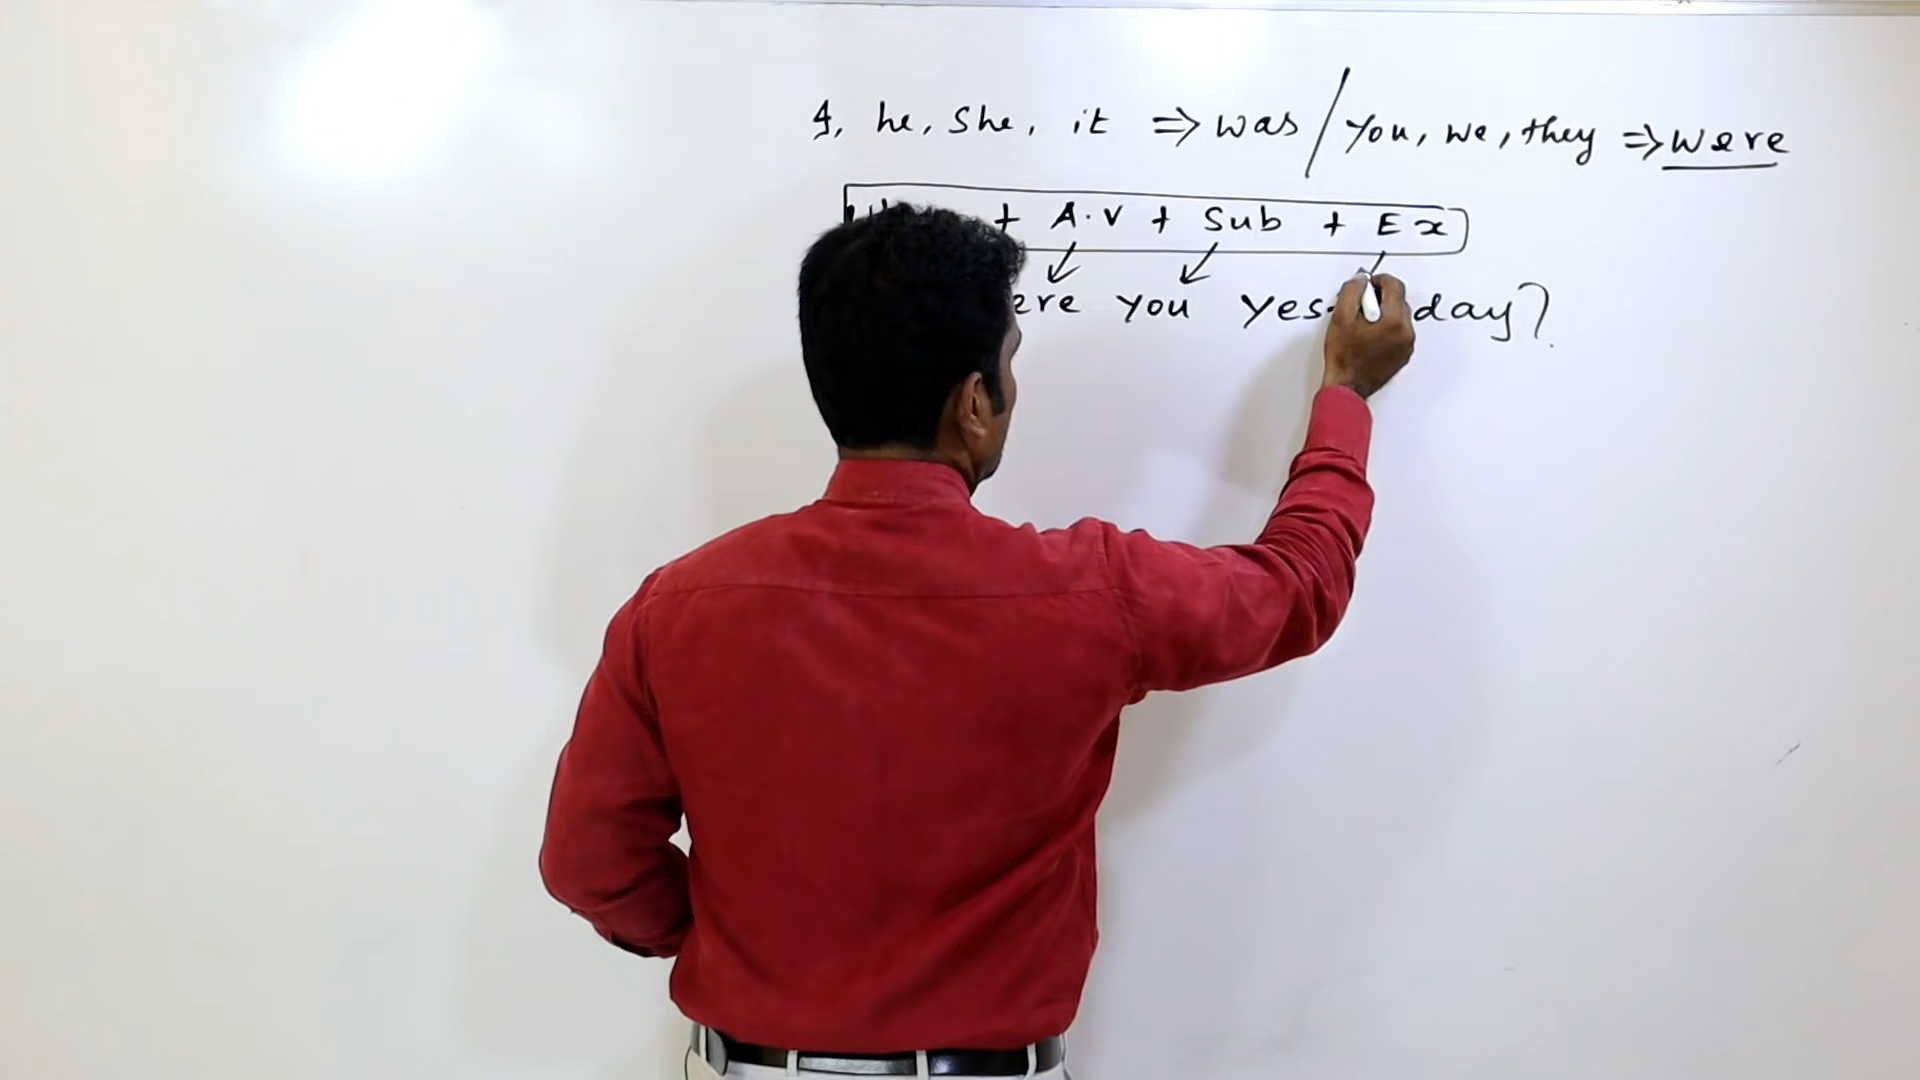 I, he, she, it ⇒ was / You, we, they ⇒ were
+ A.V + Sub + Ex
ere you yes day?